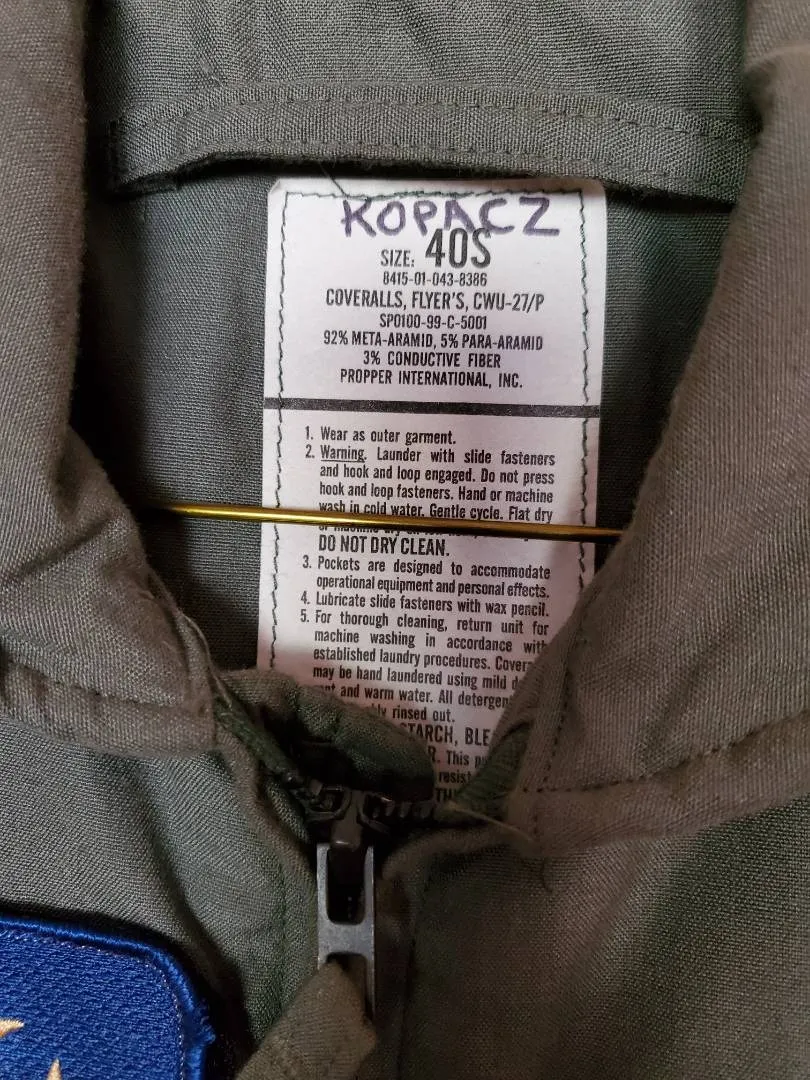 KOPACZ
SIZE: 40S
8415-01-043-8386
COVERALLS, FLYER'S, CWU-27/P
SPO100-99-C-5001
92% META-ARAMID, 5% PARA-ARAMID
3% CONDUCTIVE FIBER
PROPPER INTERNATIONAL, INC.
1. Wear as outer garment.
2. Warning. Launder with slide fasteners
and hook and loop engaged. Do not press
hook and loop fasteners. Hand or machine
wash in cold water. Gentle cycle. Flat dry
DO NOT DRY CLEAN.
3. Pockets are designed to accommodate
operational equipment and personal effects.
4. Lubricate slide fasteners with wax pencil.
5. For thorough cleaning, return unit for
machine washing in accordance with
established laundry procedures.
may be hand laundered using mild
and warm water. All
rinsed out.
STARCH,
This